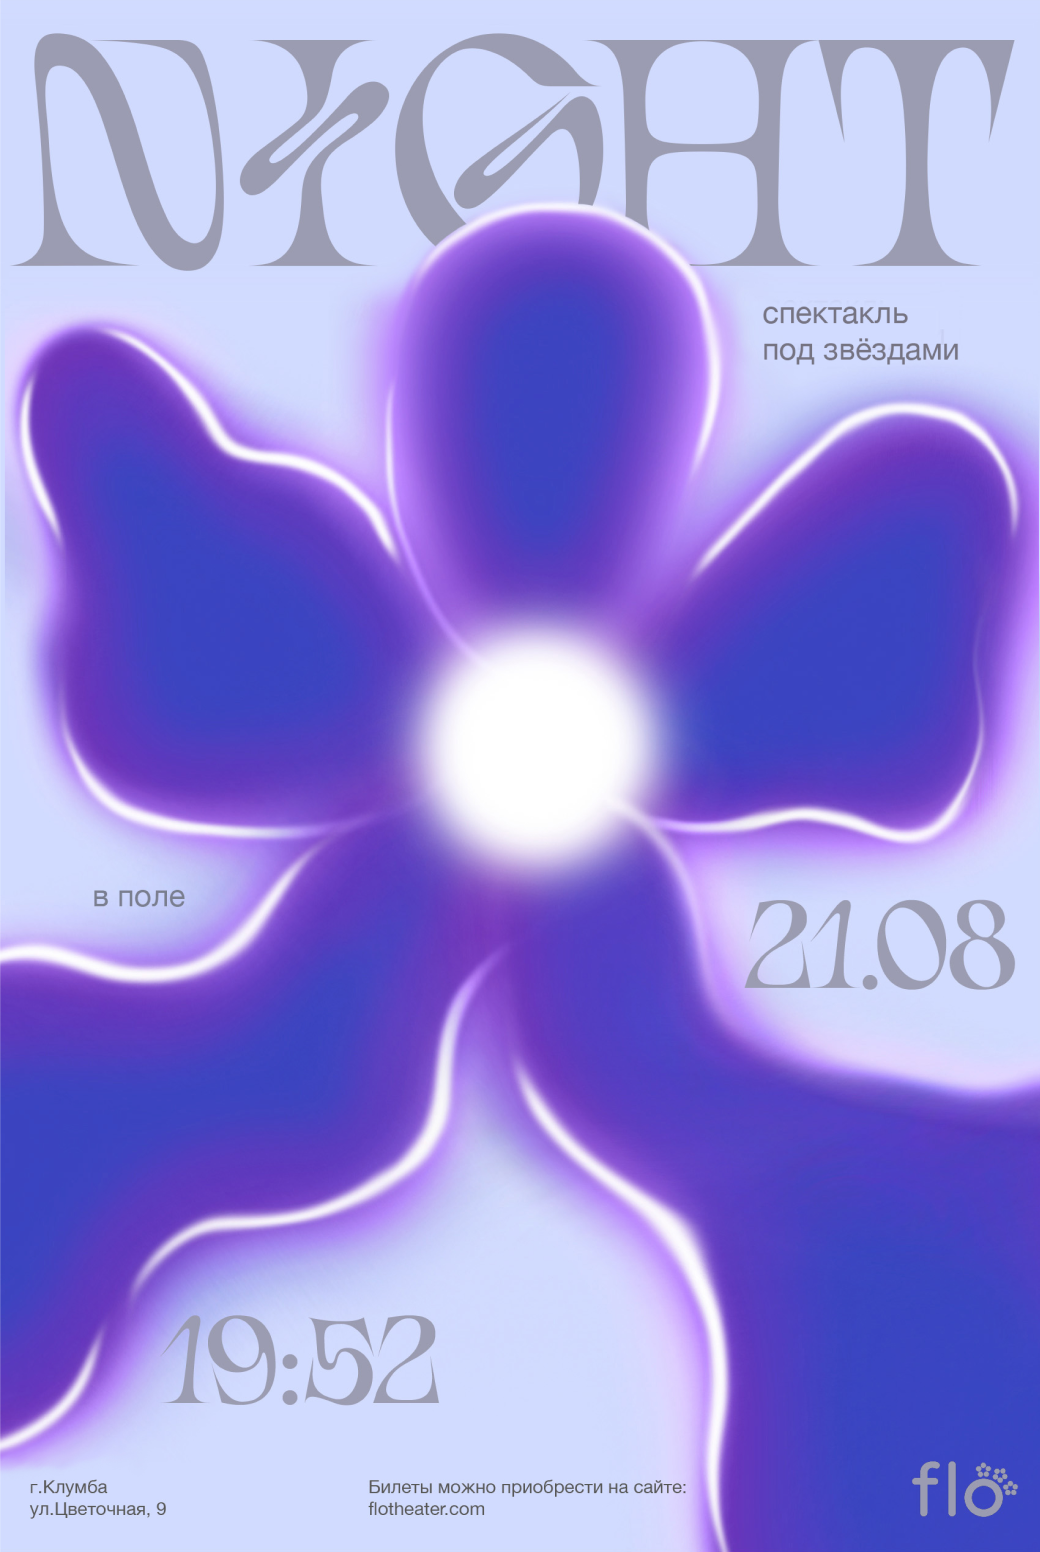 NIGHT
спектакль
под звёздами
в поле
21.08
19:52
г.Клумба
ул.Цветочная, 9
Билеты можно приобрести на сайте:
flotheater.com
flo